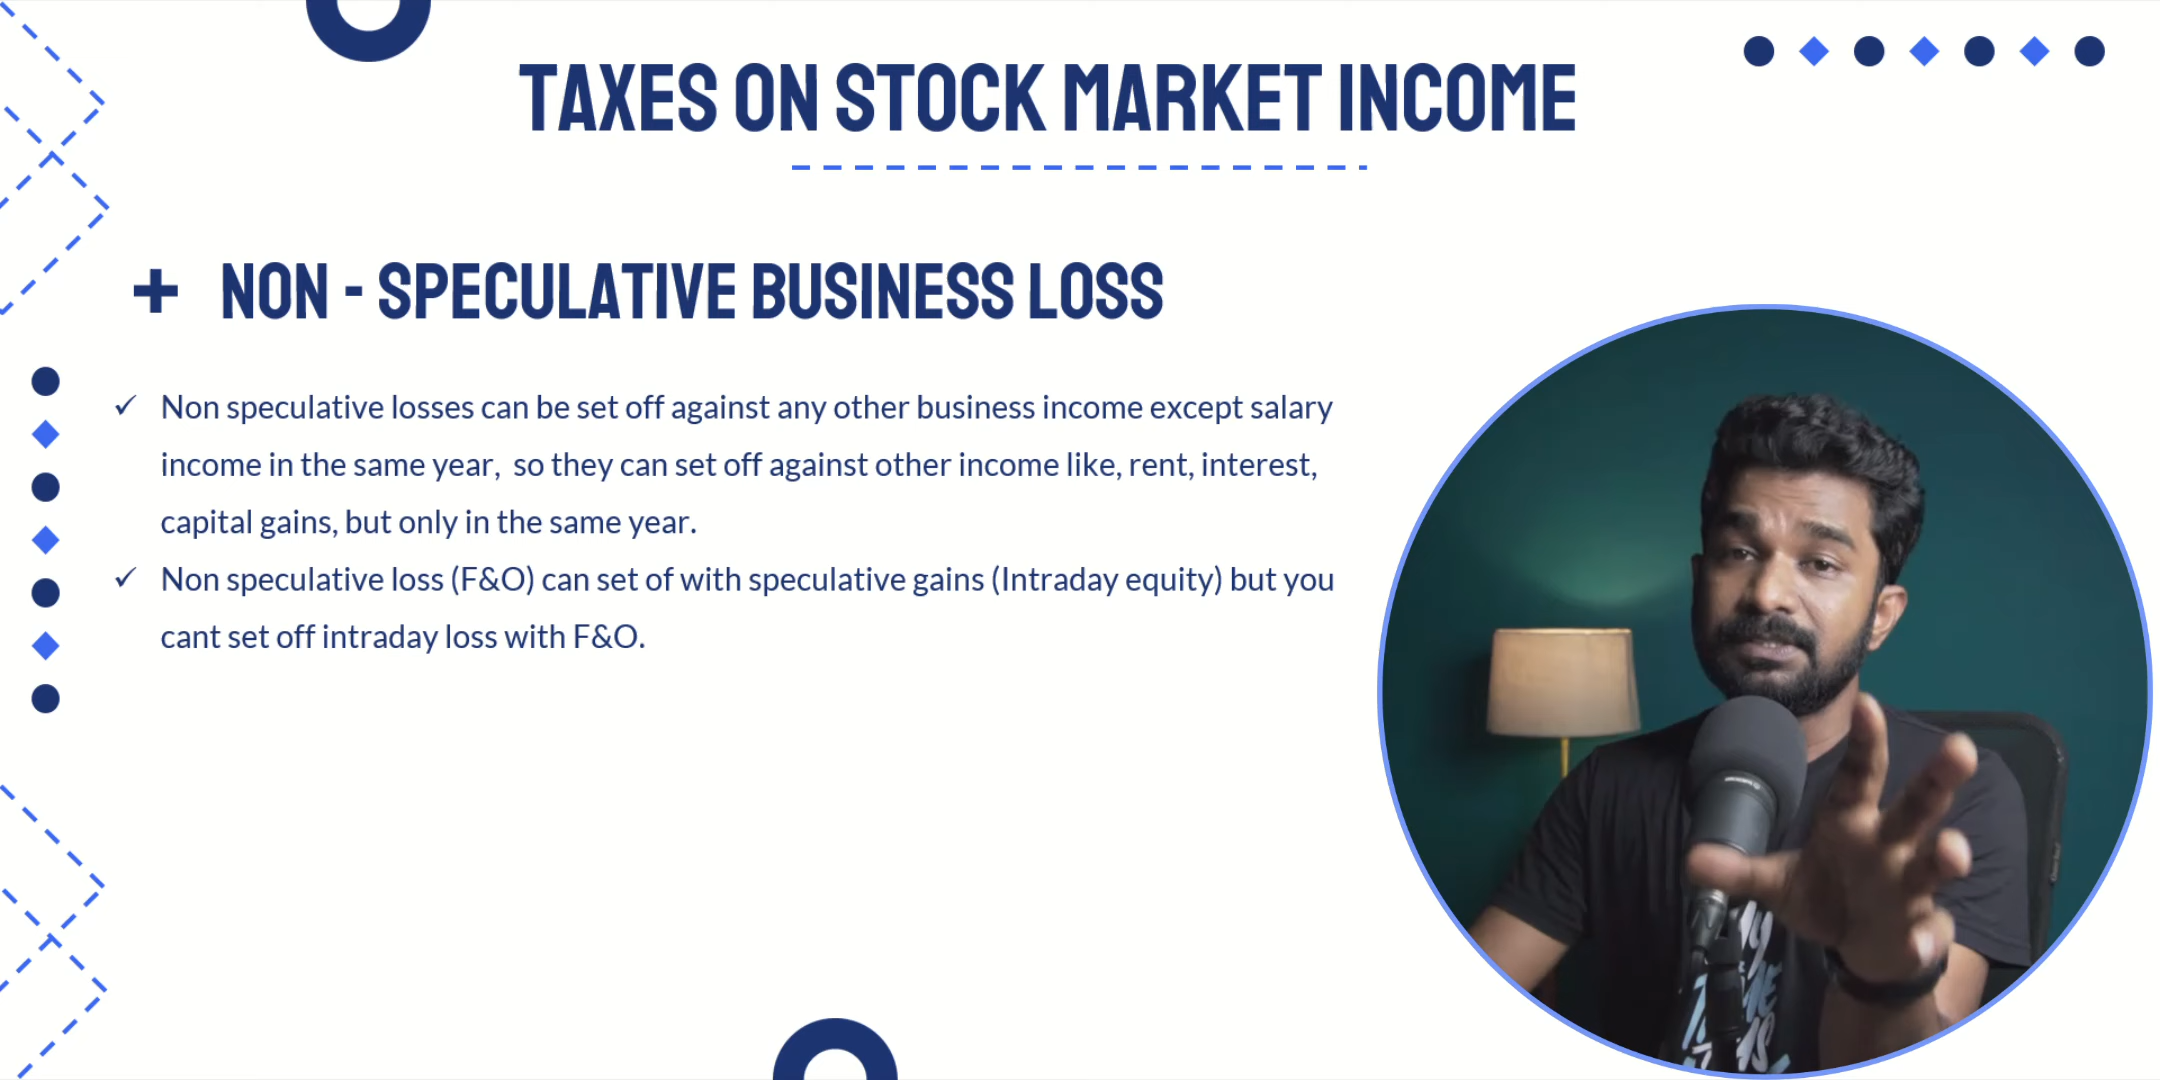 TAXES ON STOCK MARKET INCOME
+ NON - SPECULATIVE BUSINESS LOSS
✓ Non speculative losses can be set off against any other business income except salary
income in the same year,  so they can set off against other income like, rent, interest,
capital gains, but only in the same year.
✓ Non speculative loss (F&O) can set of with speculative gains (Intraday equity) but you
cant set off intraday loss with F&O.